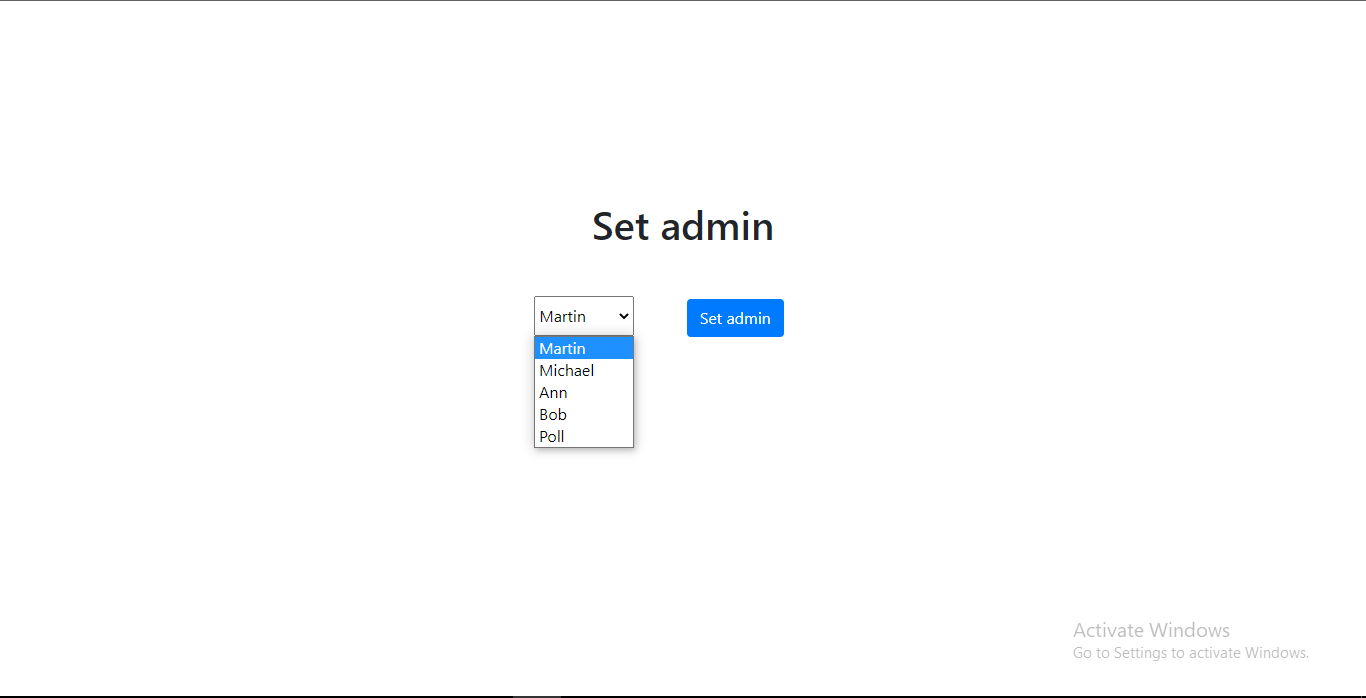 Set admin
Martin
Set admin
Martin
Michael
Ann
Bob
Poll
Activate Windows
Go to Settings to activate Windows.